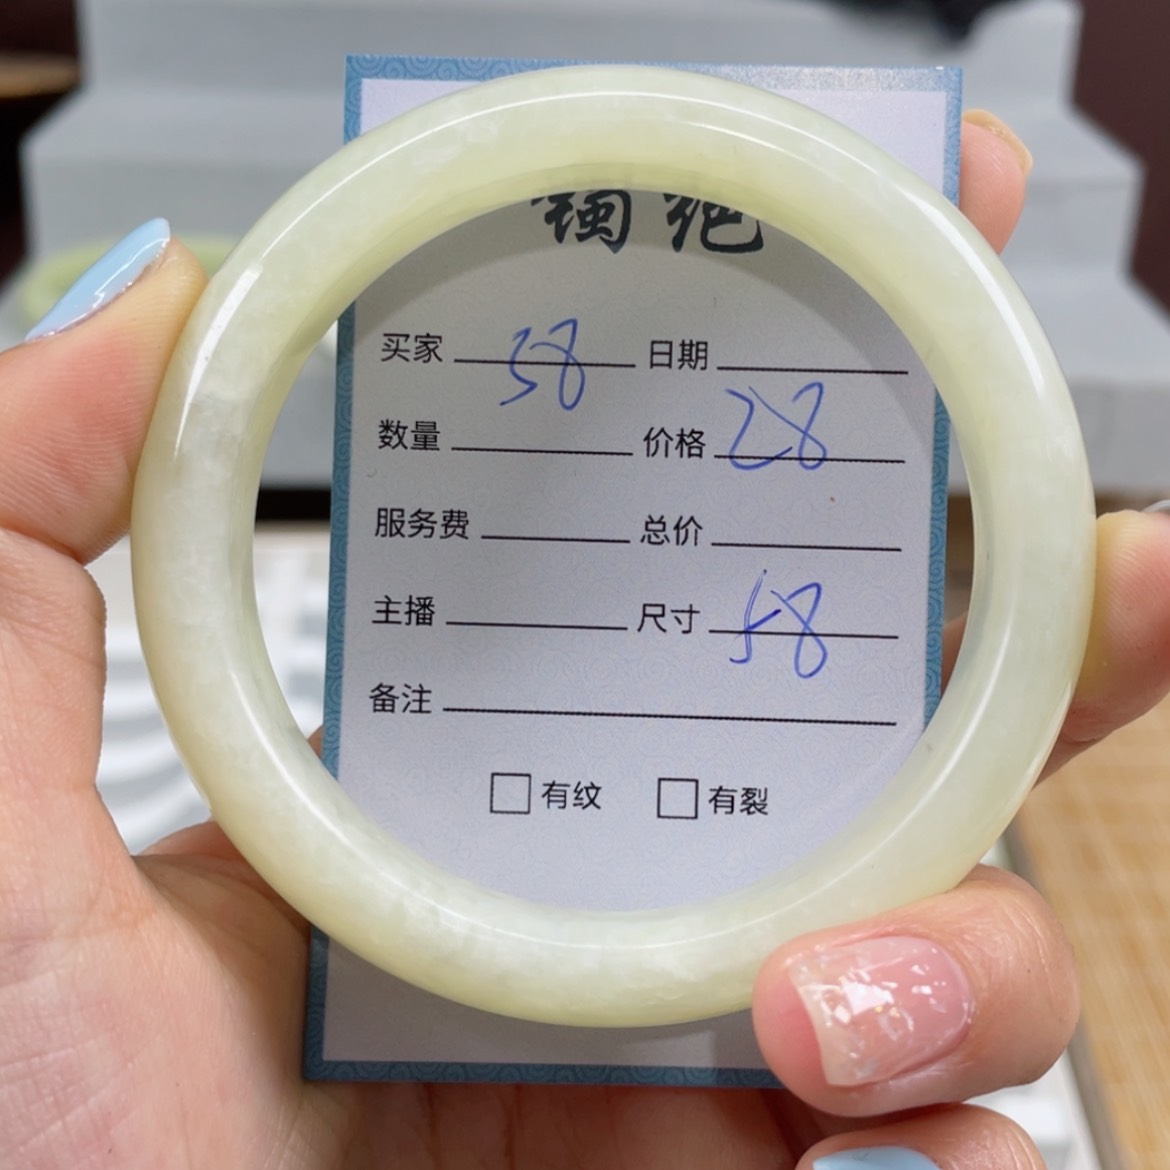 买家 58 日期
数量 价格 28
服务费 总价
主播 尺寸 58
备注
有纹 有裂